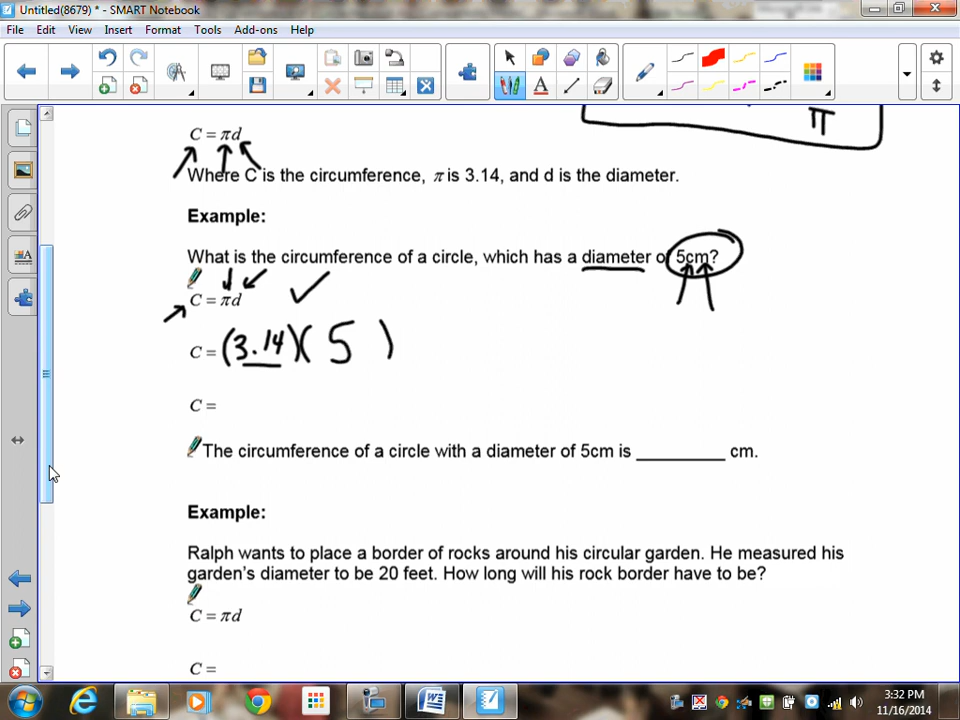 Untitled(8679) * - SMART Notebook
File Edit View Insert Format Tools Add-ons Help
π
C = πd
Where C is the circumference, π is 3.14, and d is the diameter.
Example:
What is the circumference of a circle, which has a diameter of 5cm?
C = πd
C = (3.14)( 5 )
C =
The circumference of a circle with a diameter of 5cm is _________ cm.
Example:
Ralph wants to place a border of rocks around his circular garden. He measured his
garden's diameter to be 20 feet. How long will his rock border have to be?
C = πd
C =
3:32 PM
11/16/2014